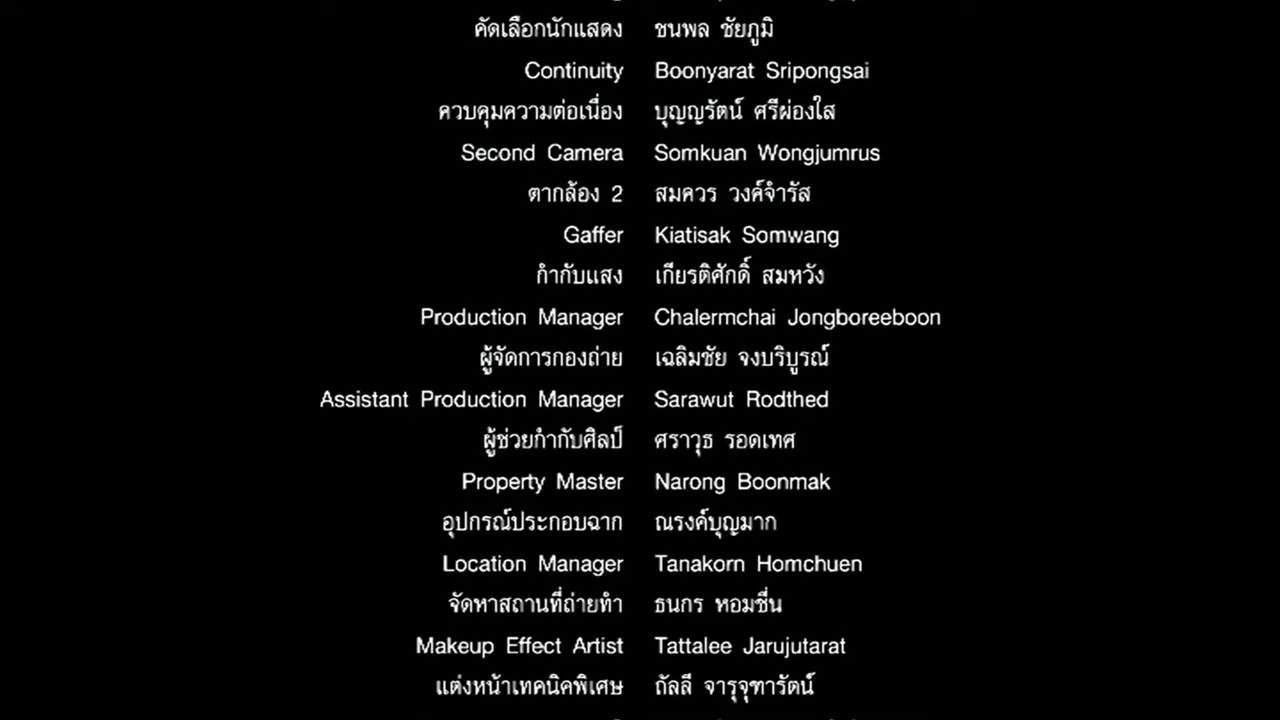 คัดเลือกนักแสดง ชนพล ชัยภูมิ
Continuity Boonyarat Sripongsai
ควบคุมความต่อเนื่อง บุญญรัตน์ ศรีผ่องใส
Second Camera Somkuan Wongjumrus
ตากล้อง 2 สมควร วงค์จำรัส
Gaffer Kiatisak Somwang
กำกับแสง เกียรติศักดิ์ สมหวัง
Production Manager Chalermchai Jongboreeboon
ผู้จัดการกองถ่าย เฉลิมชัย จงบริบูรณ์
Assistant Production Manager Sarawut Rodthed
ผู้ช่วยกำกับศิลป์ ศราวุธ รอดเทศ
Property Master Narong Boonmak
อุปกรณ์ประกอบฉาก ณรงค์บุญมาก
Location Manager Tanakorn Homchuen
จัดหาสถานที่ถ่ายทำ ธนกร หอมชื่น
Makeup Effect Artist Tattalee Jarujutarat
แต่งหน้าเทคนิคพิเศษ ถัลลี จารุจุฑารัตน์